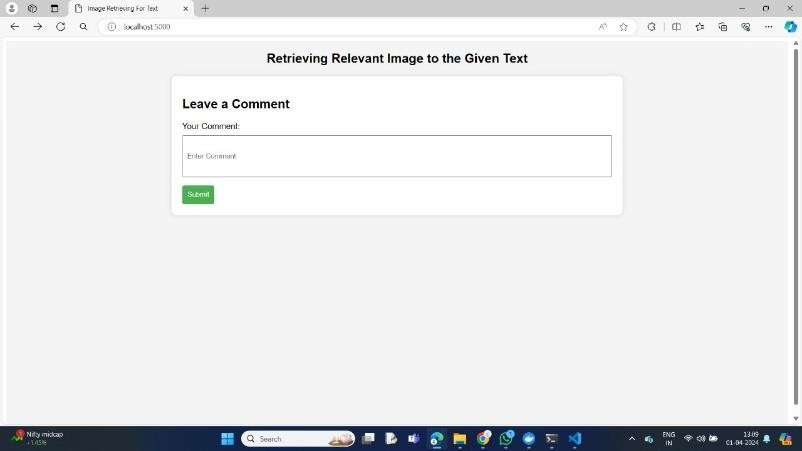 Image Retrieving For Text
localhost:5000
Retrieving Relevant Image to the Given Text
Leave a Comment
Your Comment:
Enter Comment
Submit
Nifty midcap
+1.45%
Search
ENG
IN
13:09
01-04-2024